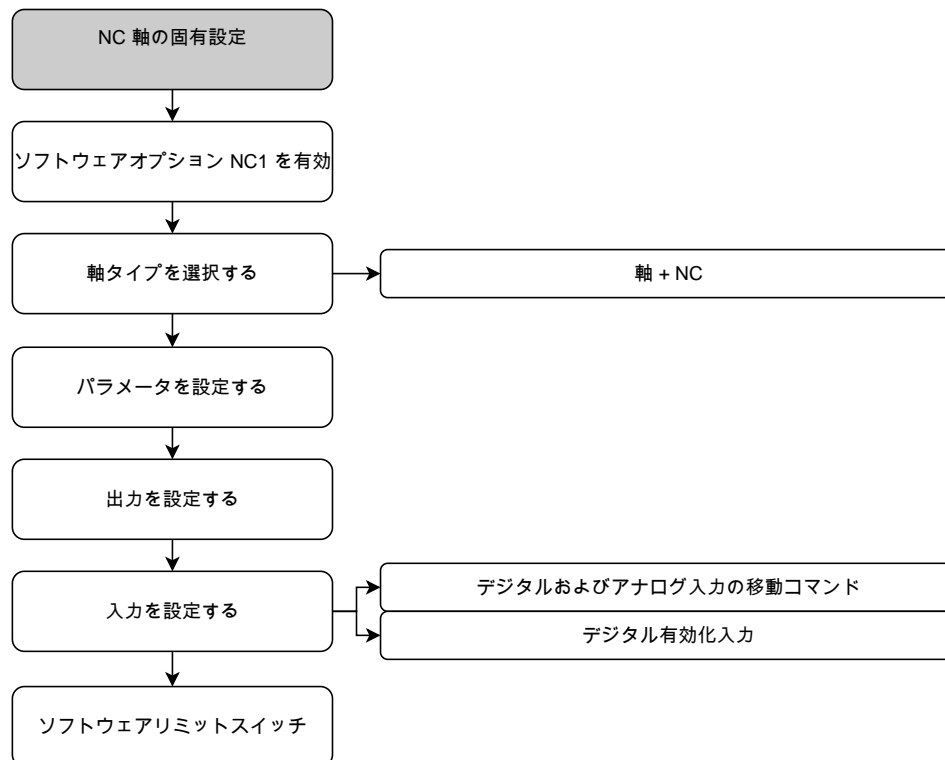 NC 軸の固有設定
ソフトウェアオプション NC1 を有効
軸タイプを選択する
軸 + NC
パラメータを設定する
出力を設定する
入力を設定する
デジタルおよびアナログ入力の移動コマンド
デジタル有効化入力
ソフトウェアリミットスイッチ